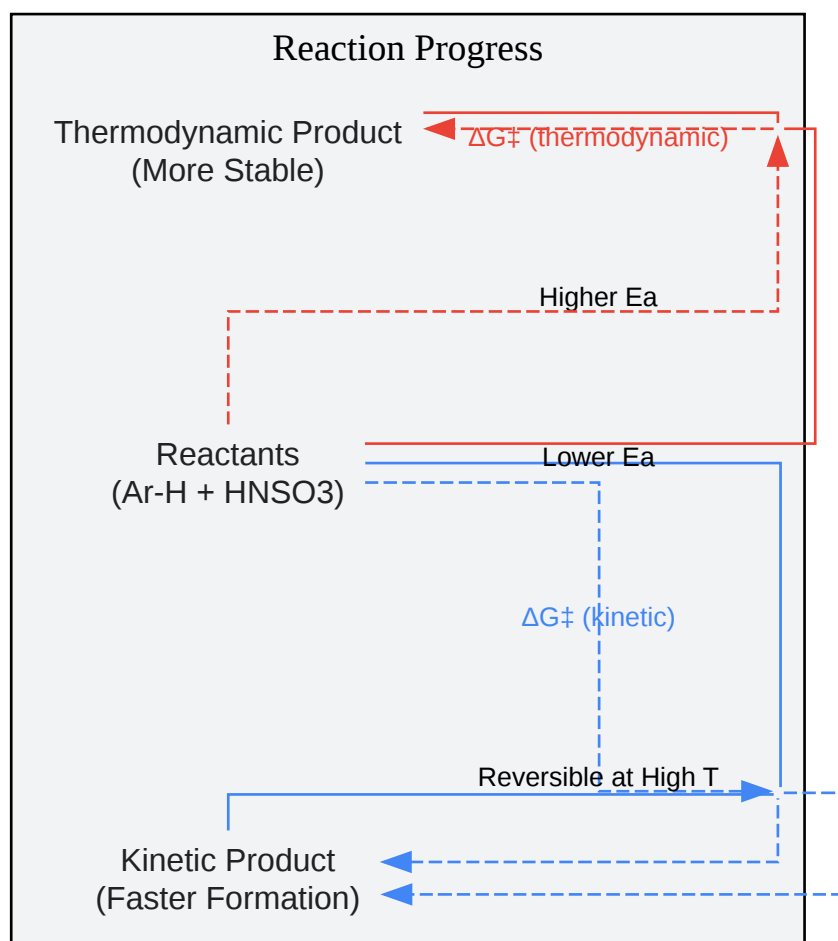 Reaction Progress
Thermodynamic Product
(More Stable)
ΔG‡ (thermodynamic)
Higher Ea
Reactants
(Ar-H + HNSO3)
Lower Ea
ΔG‡ (kinetic)
Reversible at High T
Kinetic Product
(Faster Formation)